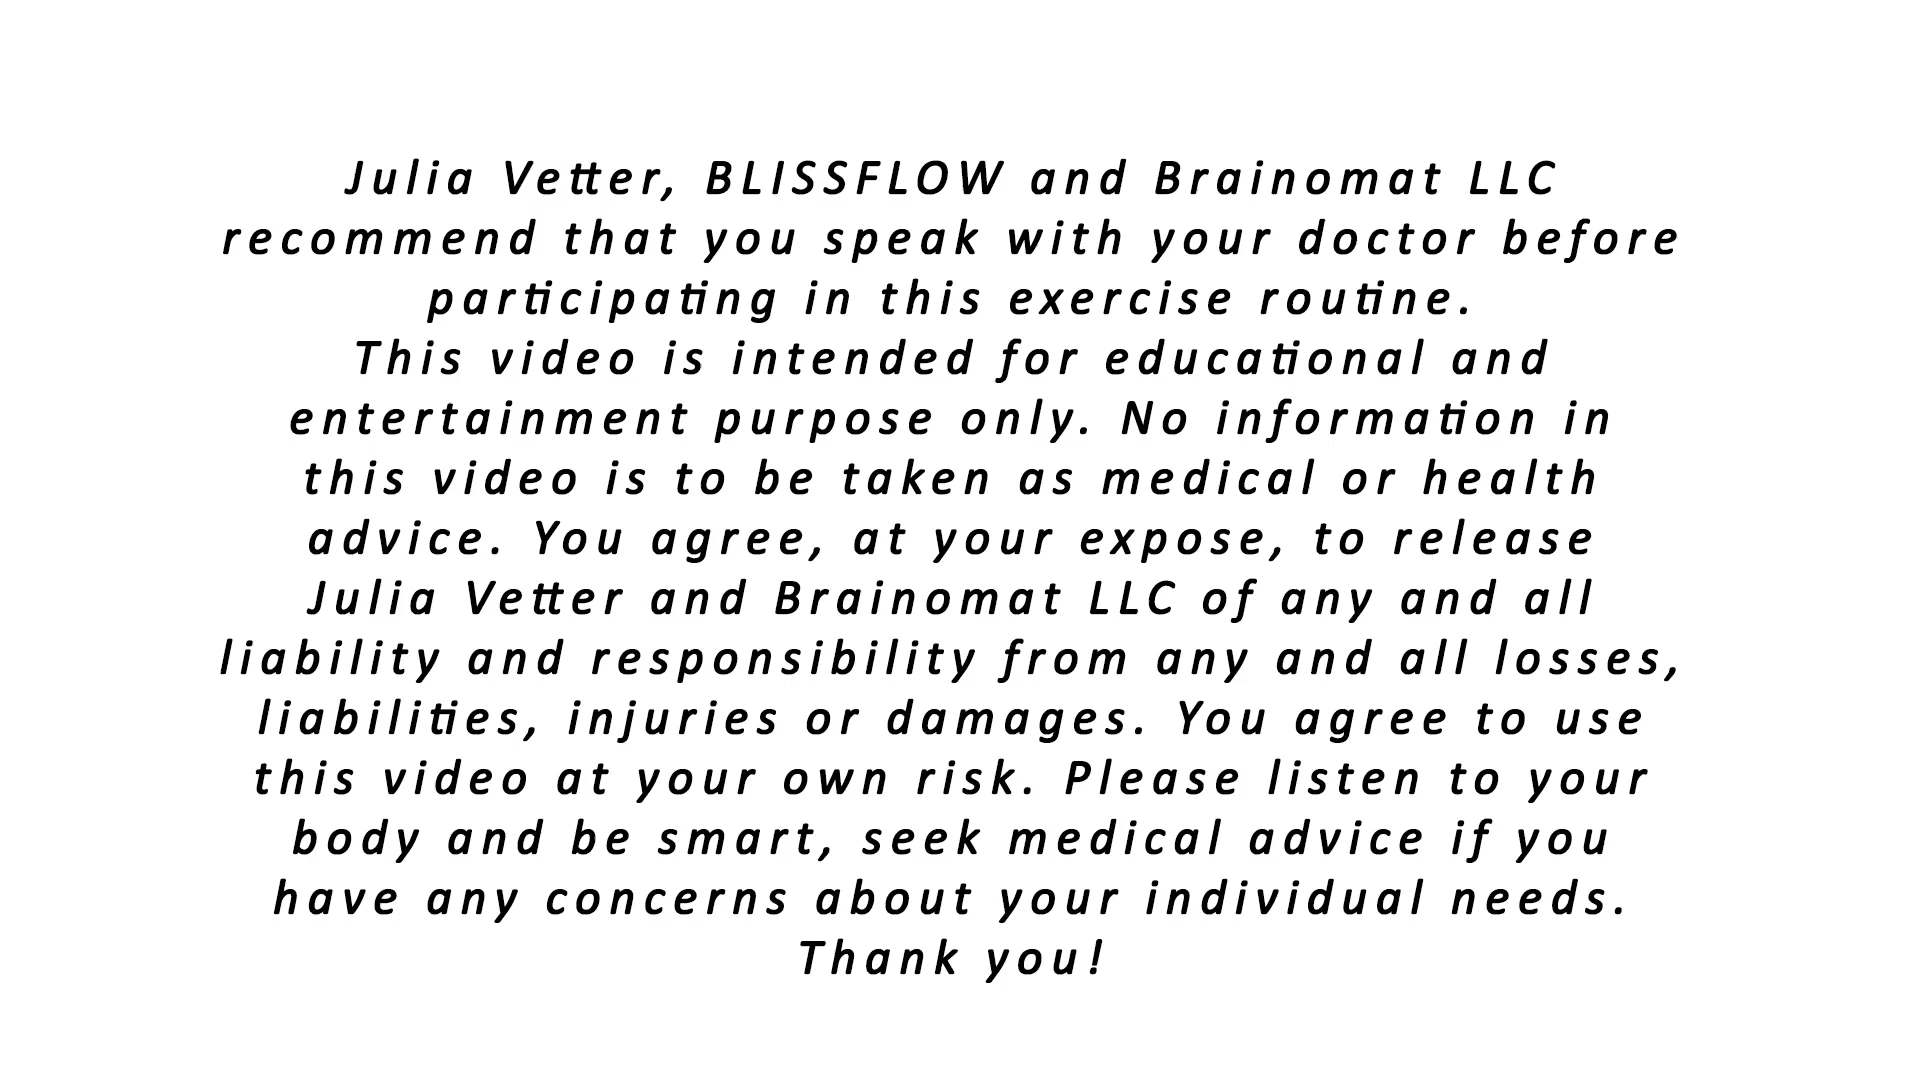 Julia Vetter, BLISSFLOW and Brainomat LLC
recommend that you speak with your doctor before
participating in this exercise routine.
This video is intended for educational and
entertainment purpose only. No information in
this video is to be taken as medical or health
advice. You agree, at your expose, to release
Julia Vetter and Brainomat LLC of any and all
liability and responsibility from any and all losses,
liabilities, injuries or damages. You agree to use
this video at your own risk. Please listen to your
body and be smart, seek medical advice if you
have any concerns about your individual needs.
Thank you!